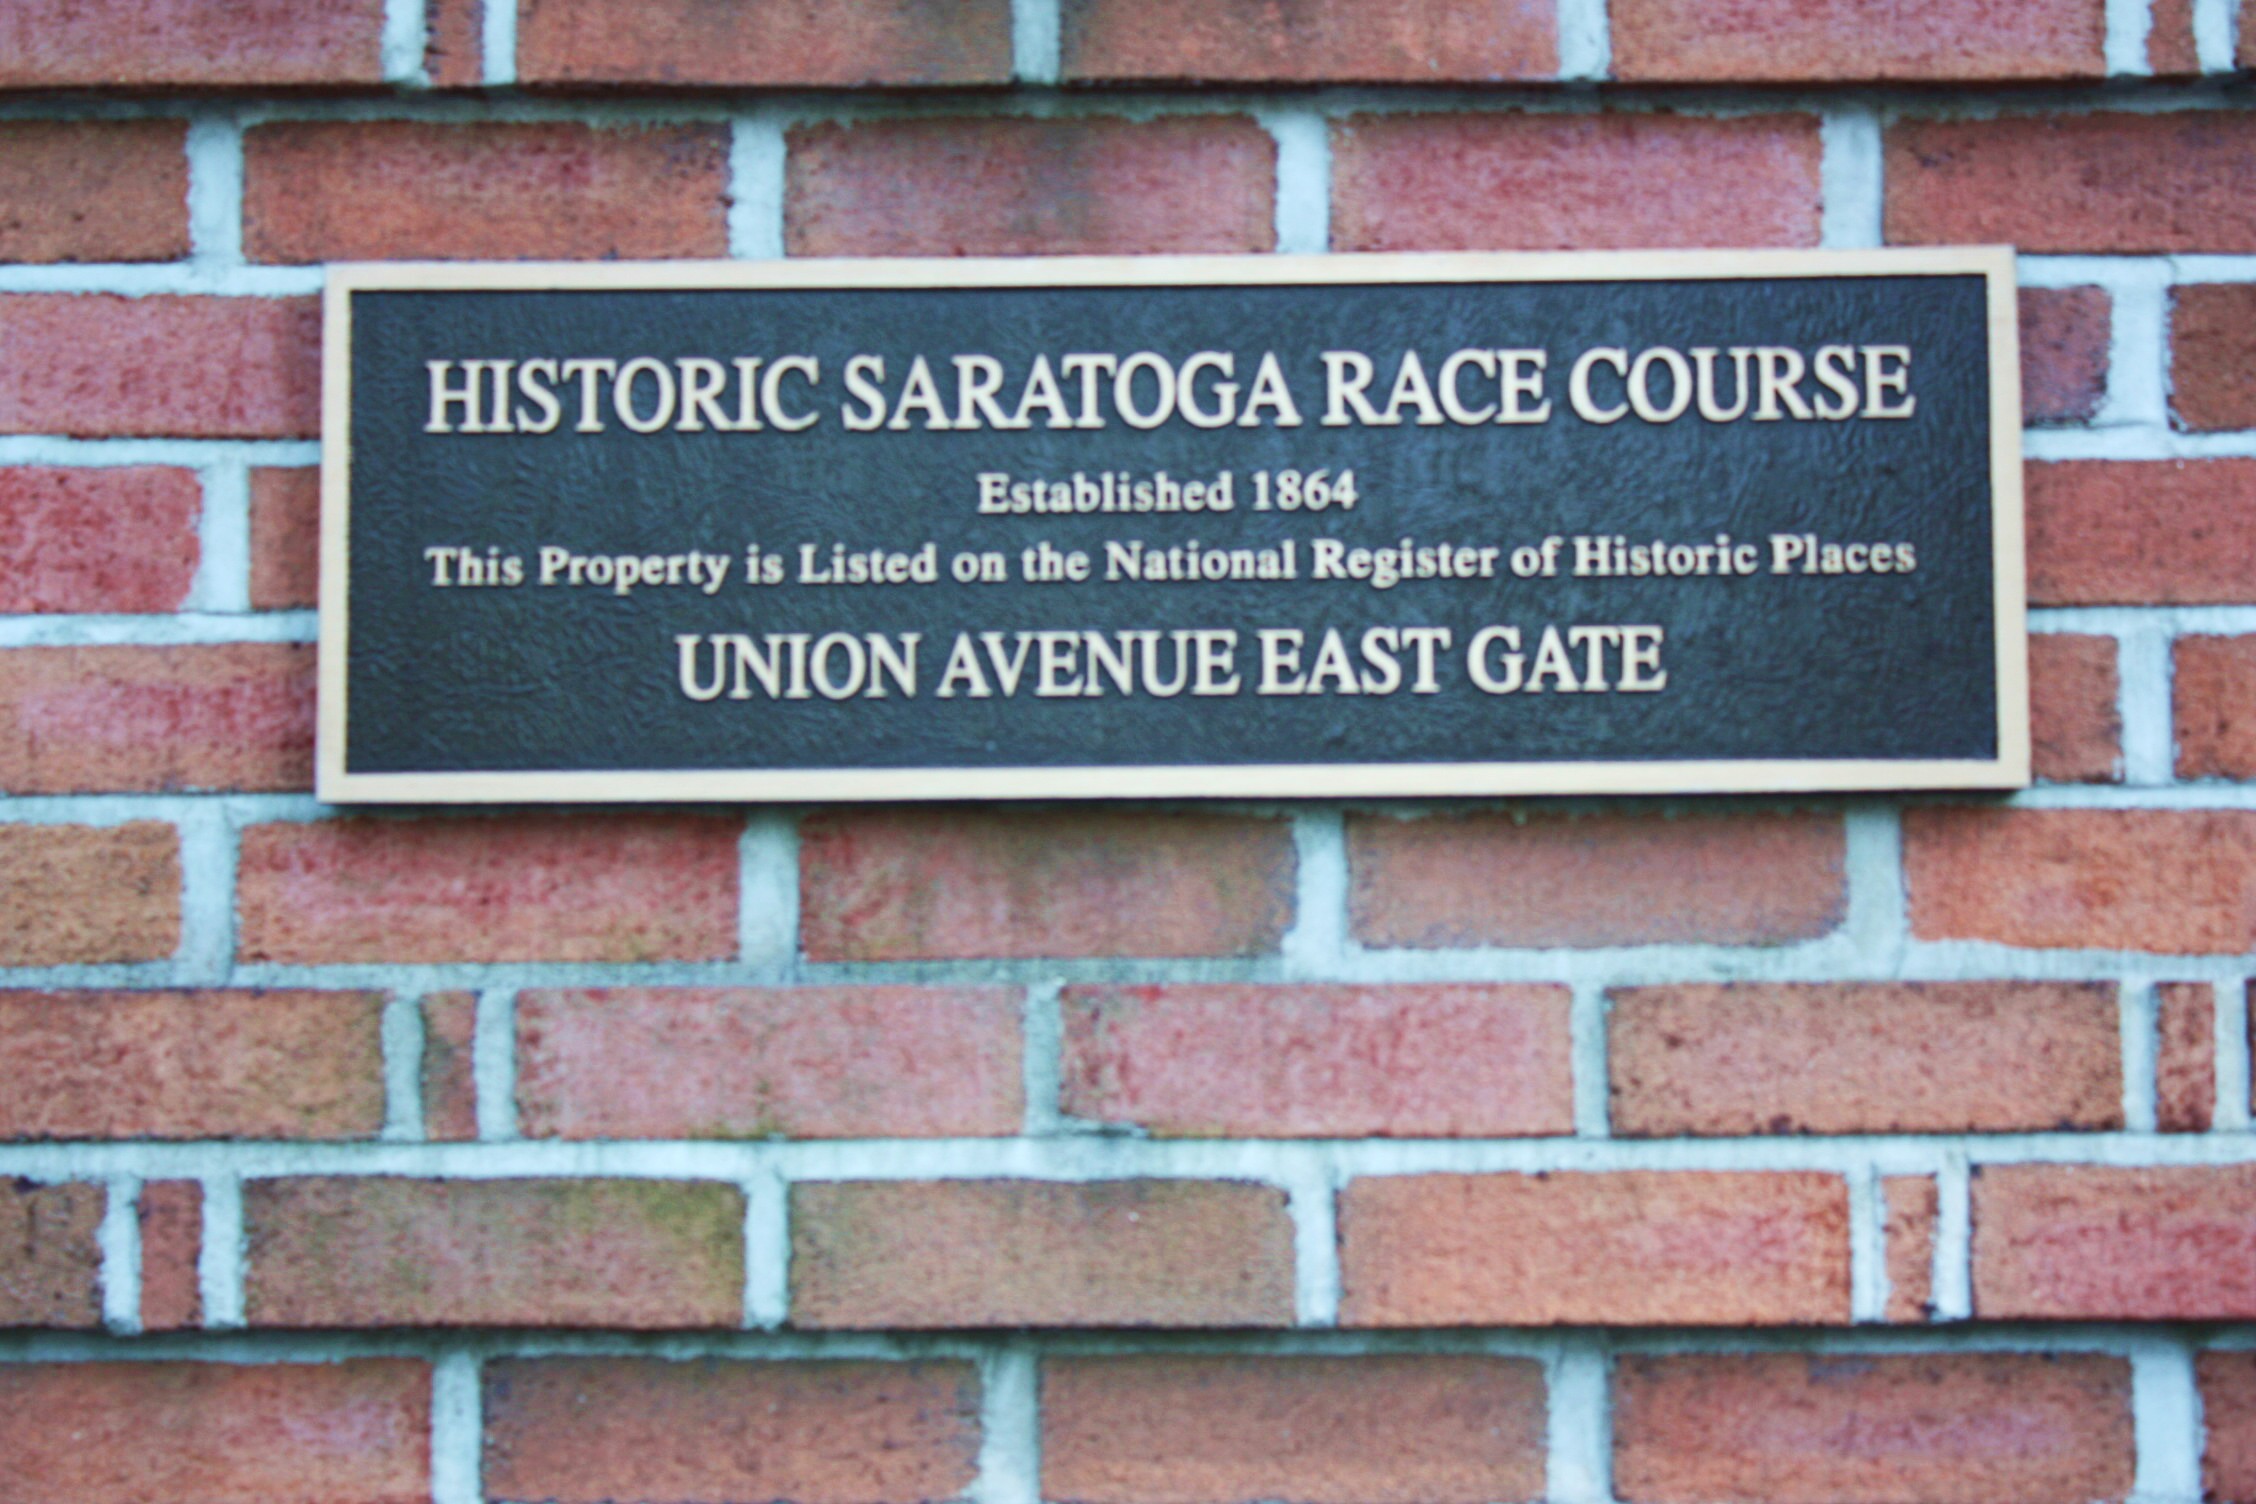 HISTORIC SARATOGA RACE COURSE
Established 1864
This Property is Listed on the National Register of Historic Places
UNION AVENUE EAST GATE